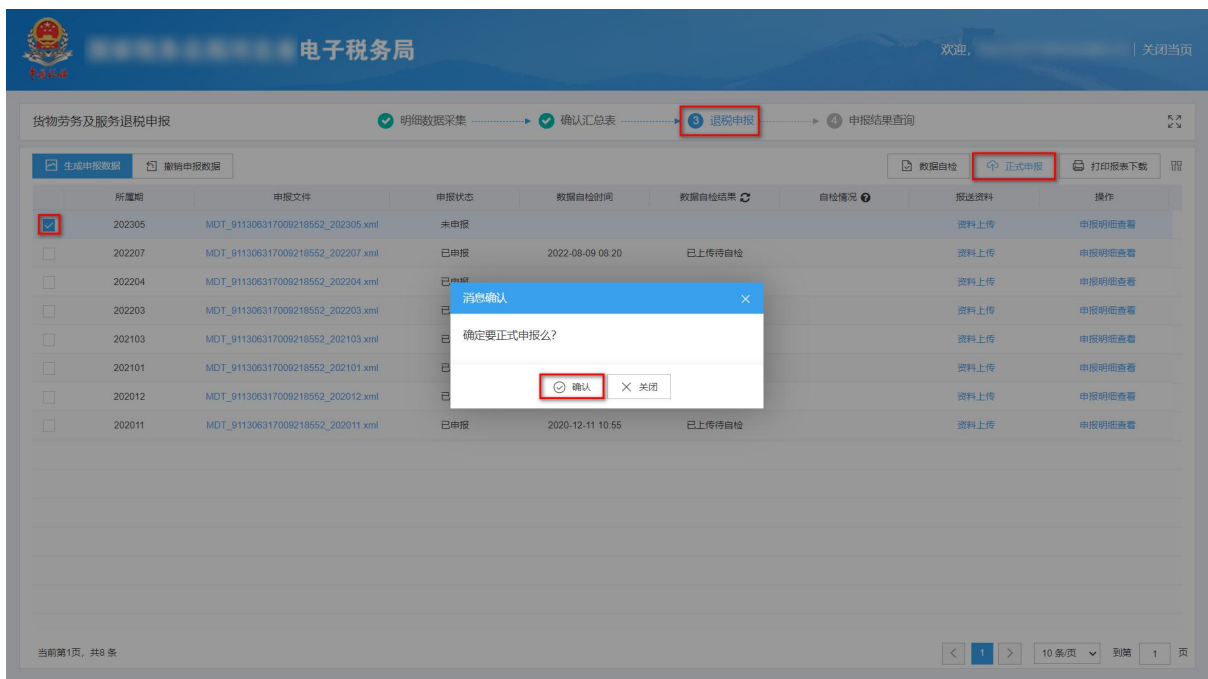 电子税务局
欢迎,
关闭当页
货物劳务及服务退税申报
明细数据采集
确认汇总表
3 退税申报
4 申报结果查询
生成申报数据 撤销申报数据 数据自检 正式申报 打印报表下载
所属期 申报文件 申报状态 数据自检时间 数据自检结果 自检情况 报送资料 操作
202305 MDT_911306317009218552_202305.xml 未申报 资料上传 申报明细查看
202207 MDT_911306317009218552_202207.xml 已申报 2022-08-09 08:20 已上传待自检 资料上传 申报明细查看
202204 MDT_911306317009218552_202204.xml 已申报 资料上传 申报明细查看
消息确认
202203 MDT_911306317009218552_202203.xml 已 资料上传 申报明细查看
确定要正式申报么?
202103 MDT_911306317009218552_202103.xml 已 资料上传 申报明细查看
202101 MDT_911306317009218552_202101.xml 已 资料上传 申报明细查看
确认 关闭
202012 MDT_911306317009218552_202012.xml 已 资料上传 申报明细查看
202011 MDT_911306317009218552_202011.xml 已申报 2020-12-11 10:55 已上传待自检 资料上传 申报明细查看
当前第1页, 共8 条
1 10 条/页 到第 1 页